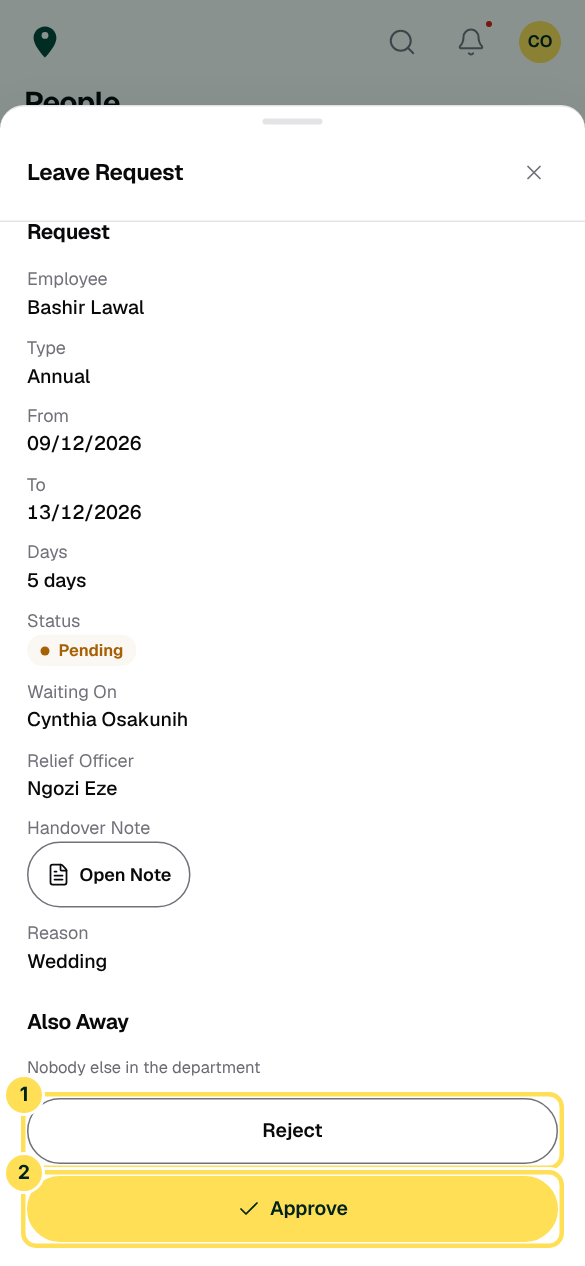 CO
People
Leave Request
Request
Employee
Bashir Lawal
Type
Annual
From
09/12/2026
To
13/12/2026
Days
5 days
Status
Pending
Waiting On
Cynthia Osakunih
Relief Officer
Ngozi Eze
Handover Note
Open Note
Reason
Wedding
Also Away
Nobody else in the department
1
Reject
2
Approve